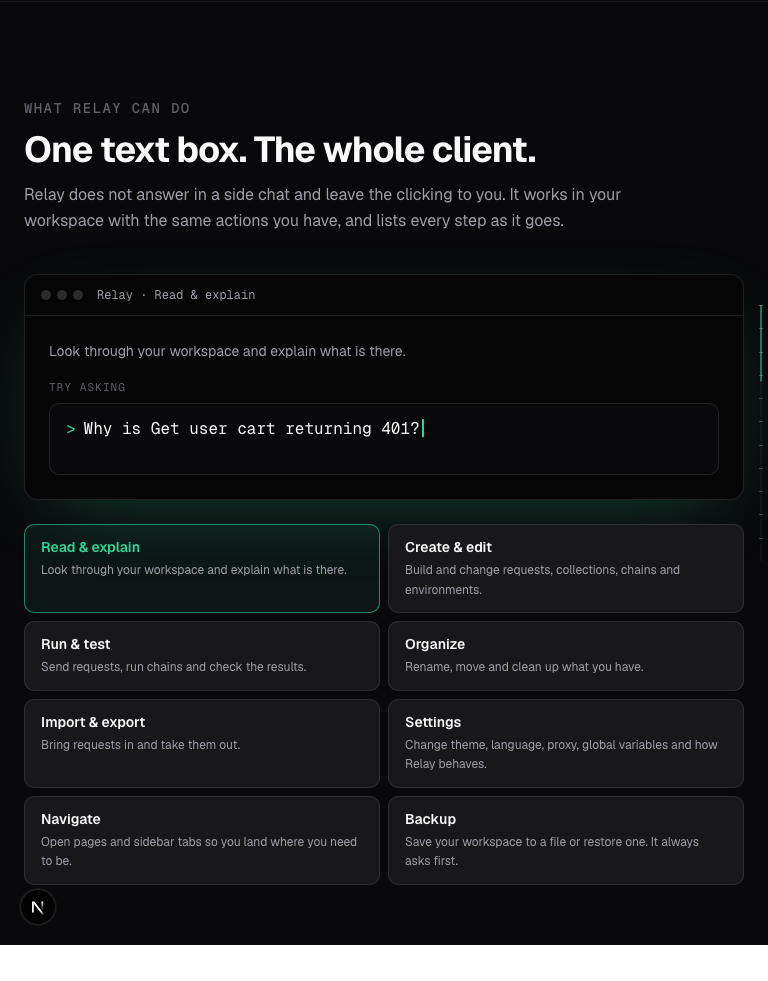 WHAT RELAY CAN DO
One text box. The whole client.
Relay does not answer in a side chat and leave the clicking to you. It works in your
workspace with the same actions you have, and lists every step as it goes.
Relay · Read & explain
Look through your workspace and explain what is there.
TRY ASKING
> Why is Get user cart returning 401?
Read & explain
Look through your workspace and explain what is there.
Create & edit
Build and change requests, collections, chains and
environments.
Run & test
Send requests, run chains and check the results.
Organize
Rename, move and clean up what you have.
Import & export
Bring requests in and take them out.
Settings
Change theme, language, proxy, global variables and how
Relay behaves.
Navigate
Open pages and sidebar tabs so you land where you need
to be.
Backup
Save your workspace to a file or restore one. It always
asks first.
N